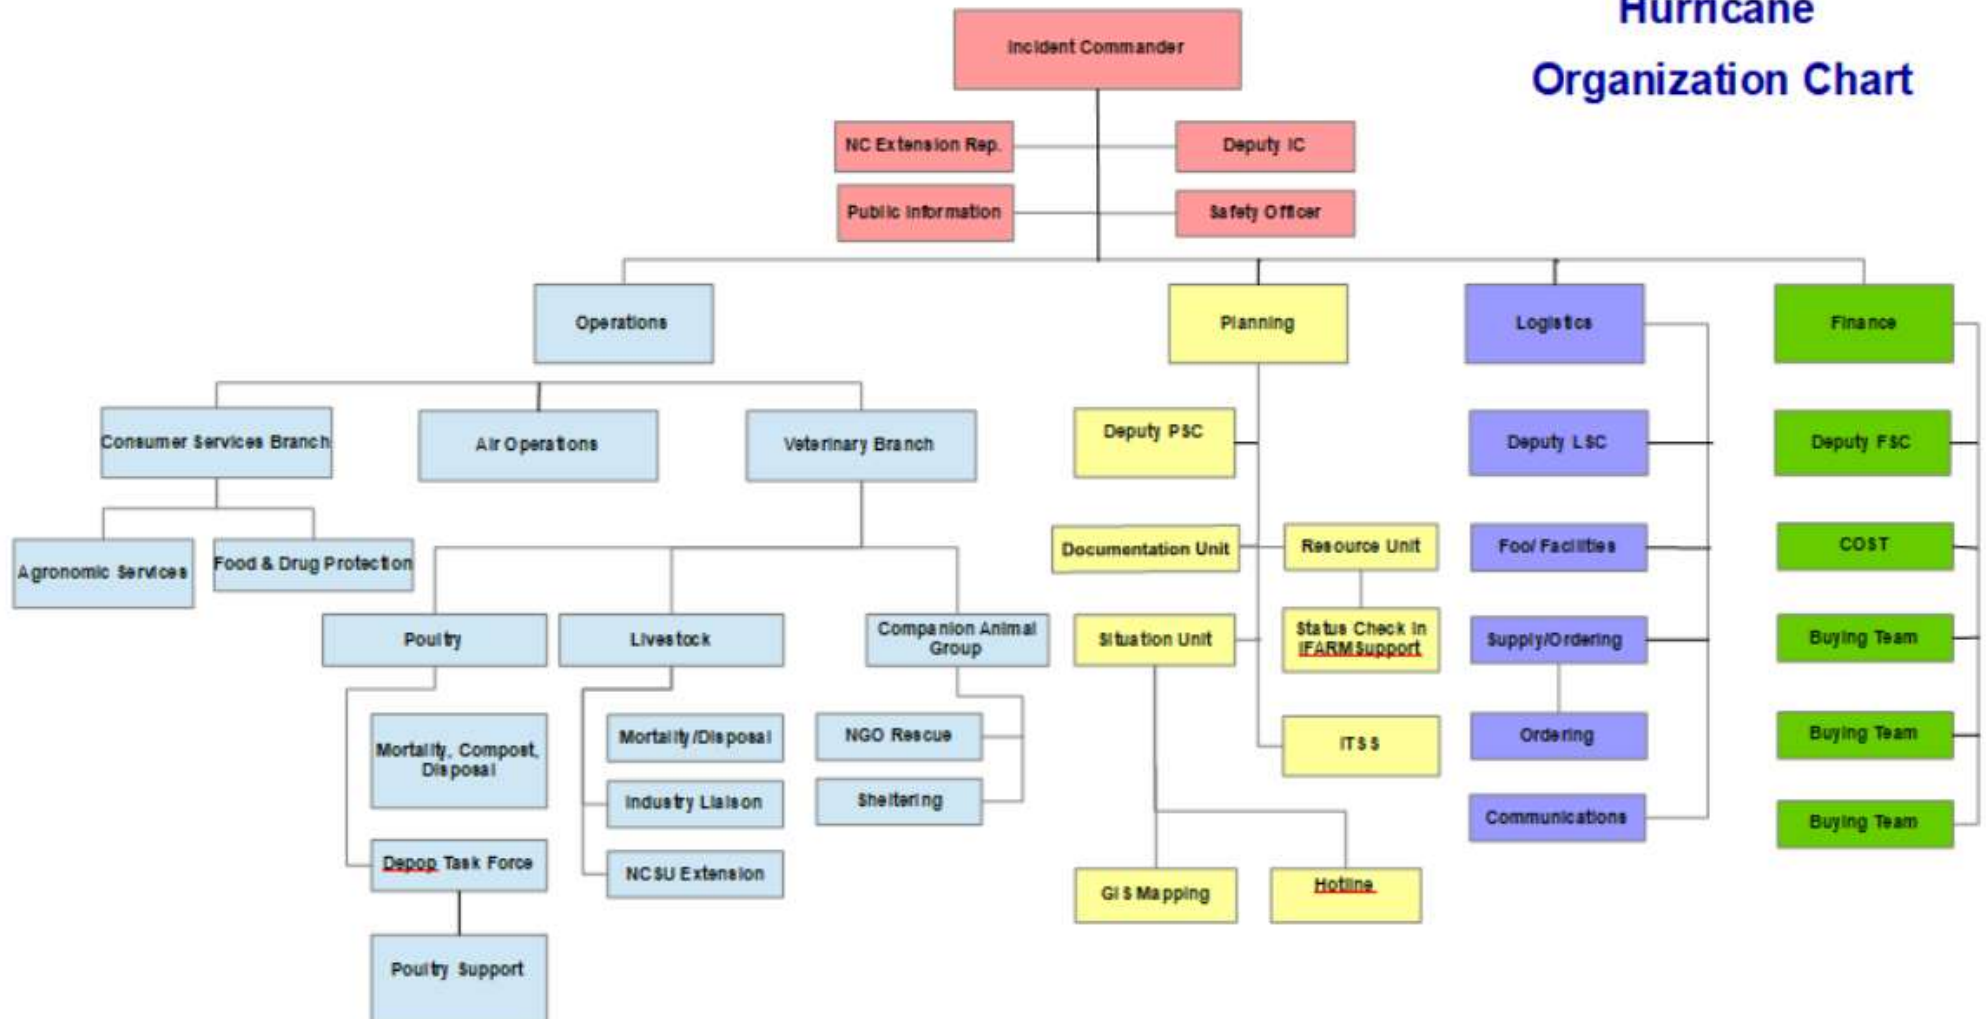 Hurricane
Organization Chart
Incident Commander
NC Extension Rep.
Deputy IC
Public Information
Safety Officer
Operations
Planning
Logistics
Finance
Consumer Services Branch
Air Operations
Veterinary Branch
Deputy PSC
Deputy LSC
Deputy FSC
Agronomic Services
Food & Drug Protection
Documentation Unit
Resource Unit
Foo/ Facilities
COST
Poultry
Livestock
Companion Animal
Group
Situation Unit
Status Check in
IFARMSupport
Supply/Ordering
Buying Team
Mortality, Compost,
Disposal
Mortality/Disposal
NGO Rescue
ITSS
Ordering
Buying Team
Industry Liaison
Sheltering
Communications
Buying Team
Depop Task Force
NCSU Extension
GIS Mapping
Hotline
Poultry Support